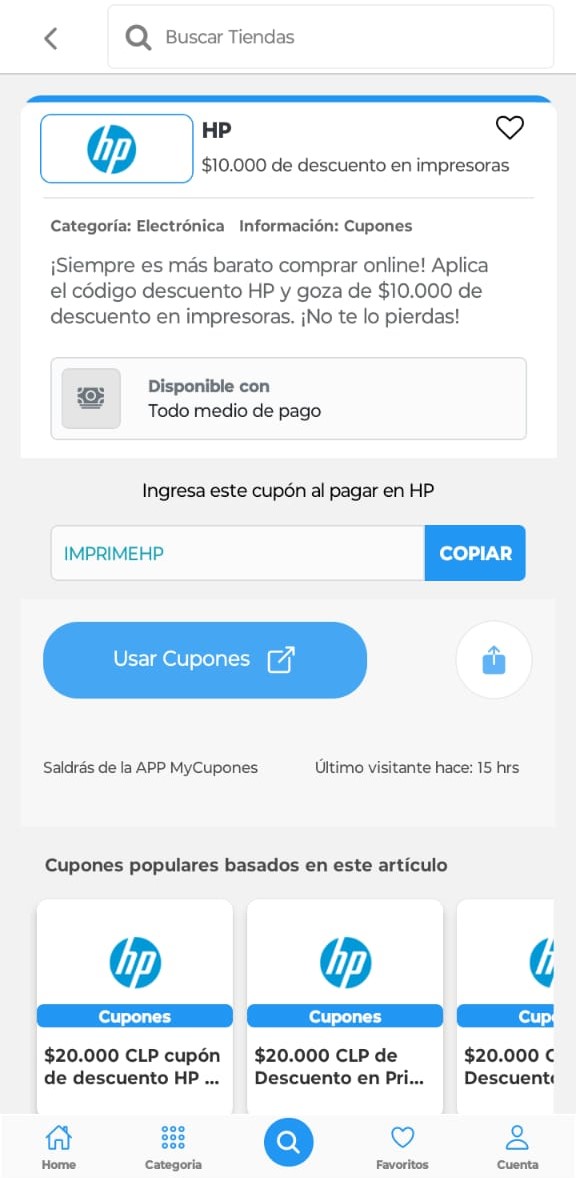 Buscar Tiendas
hp
HP
$10.000 de descuento en impresoras
Categoría: Electrónica Información: Cupones
¡Siempre es más barato comprar online! Aplica
el código descuento HP y goza de $10.000 de
descuento en impresoras. ¡No te lo pierdas!
Disponible con
Todo medio de pago
Ingresa este cupón al pagar en HP
IMPRIMEHP
COPIAR
Usar Cupones
Saldrás de la APP MyCupones
Último visitante hace: 15 hrs
Cupones populares basados en este artículo
hp
Cupones
$20.000 CLP cupón
de descuento HP ...
hp
Cupones
$20.000 CLP de
Descuento en Pri...
Cup
$20.000
Descuent
Home
Categoria
Favoritos
Cuenta